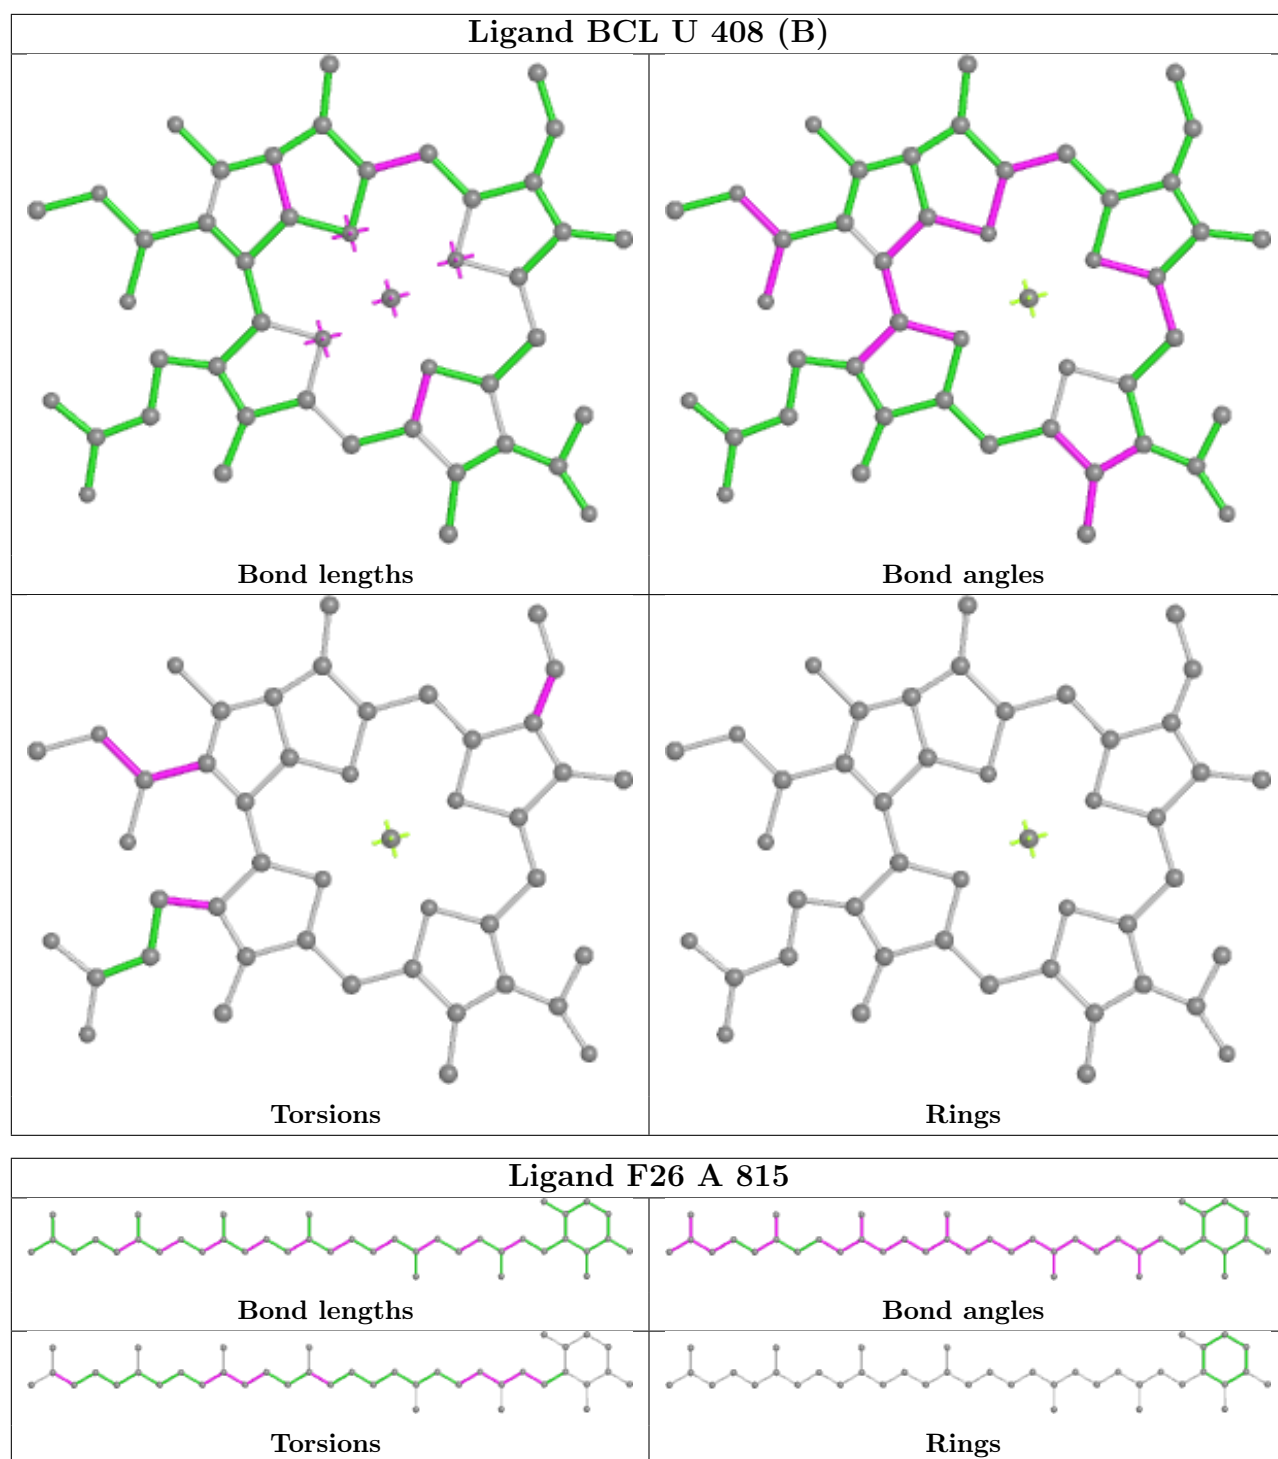 Ligand BCL U 408 (B)
Bond lengths
Bond angles
Torsions
Rings
Ligand F26 A 815
Bond lengths
Bond angles
Torsions
Rings